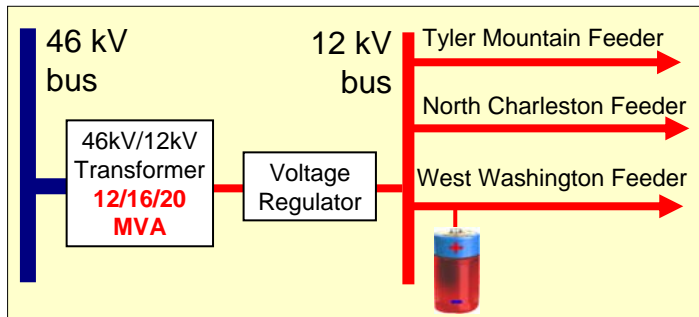 46 kV
bus
12 kV
bus
Tyler Mountain Feeder
North Charleston Feeder
West Washington Feeder
46kV/12kV
Transformer
12/16/20
MVA
Voltage
Regulator
+
-